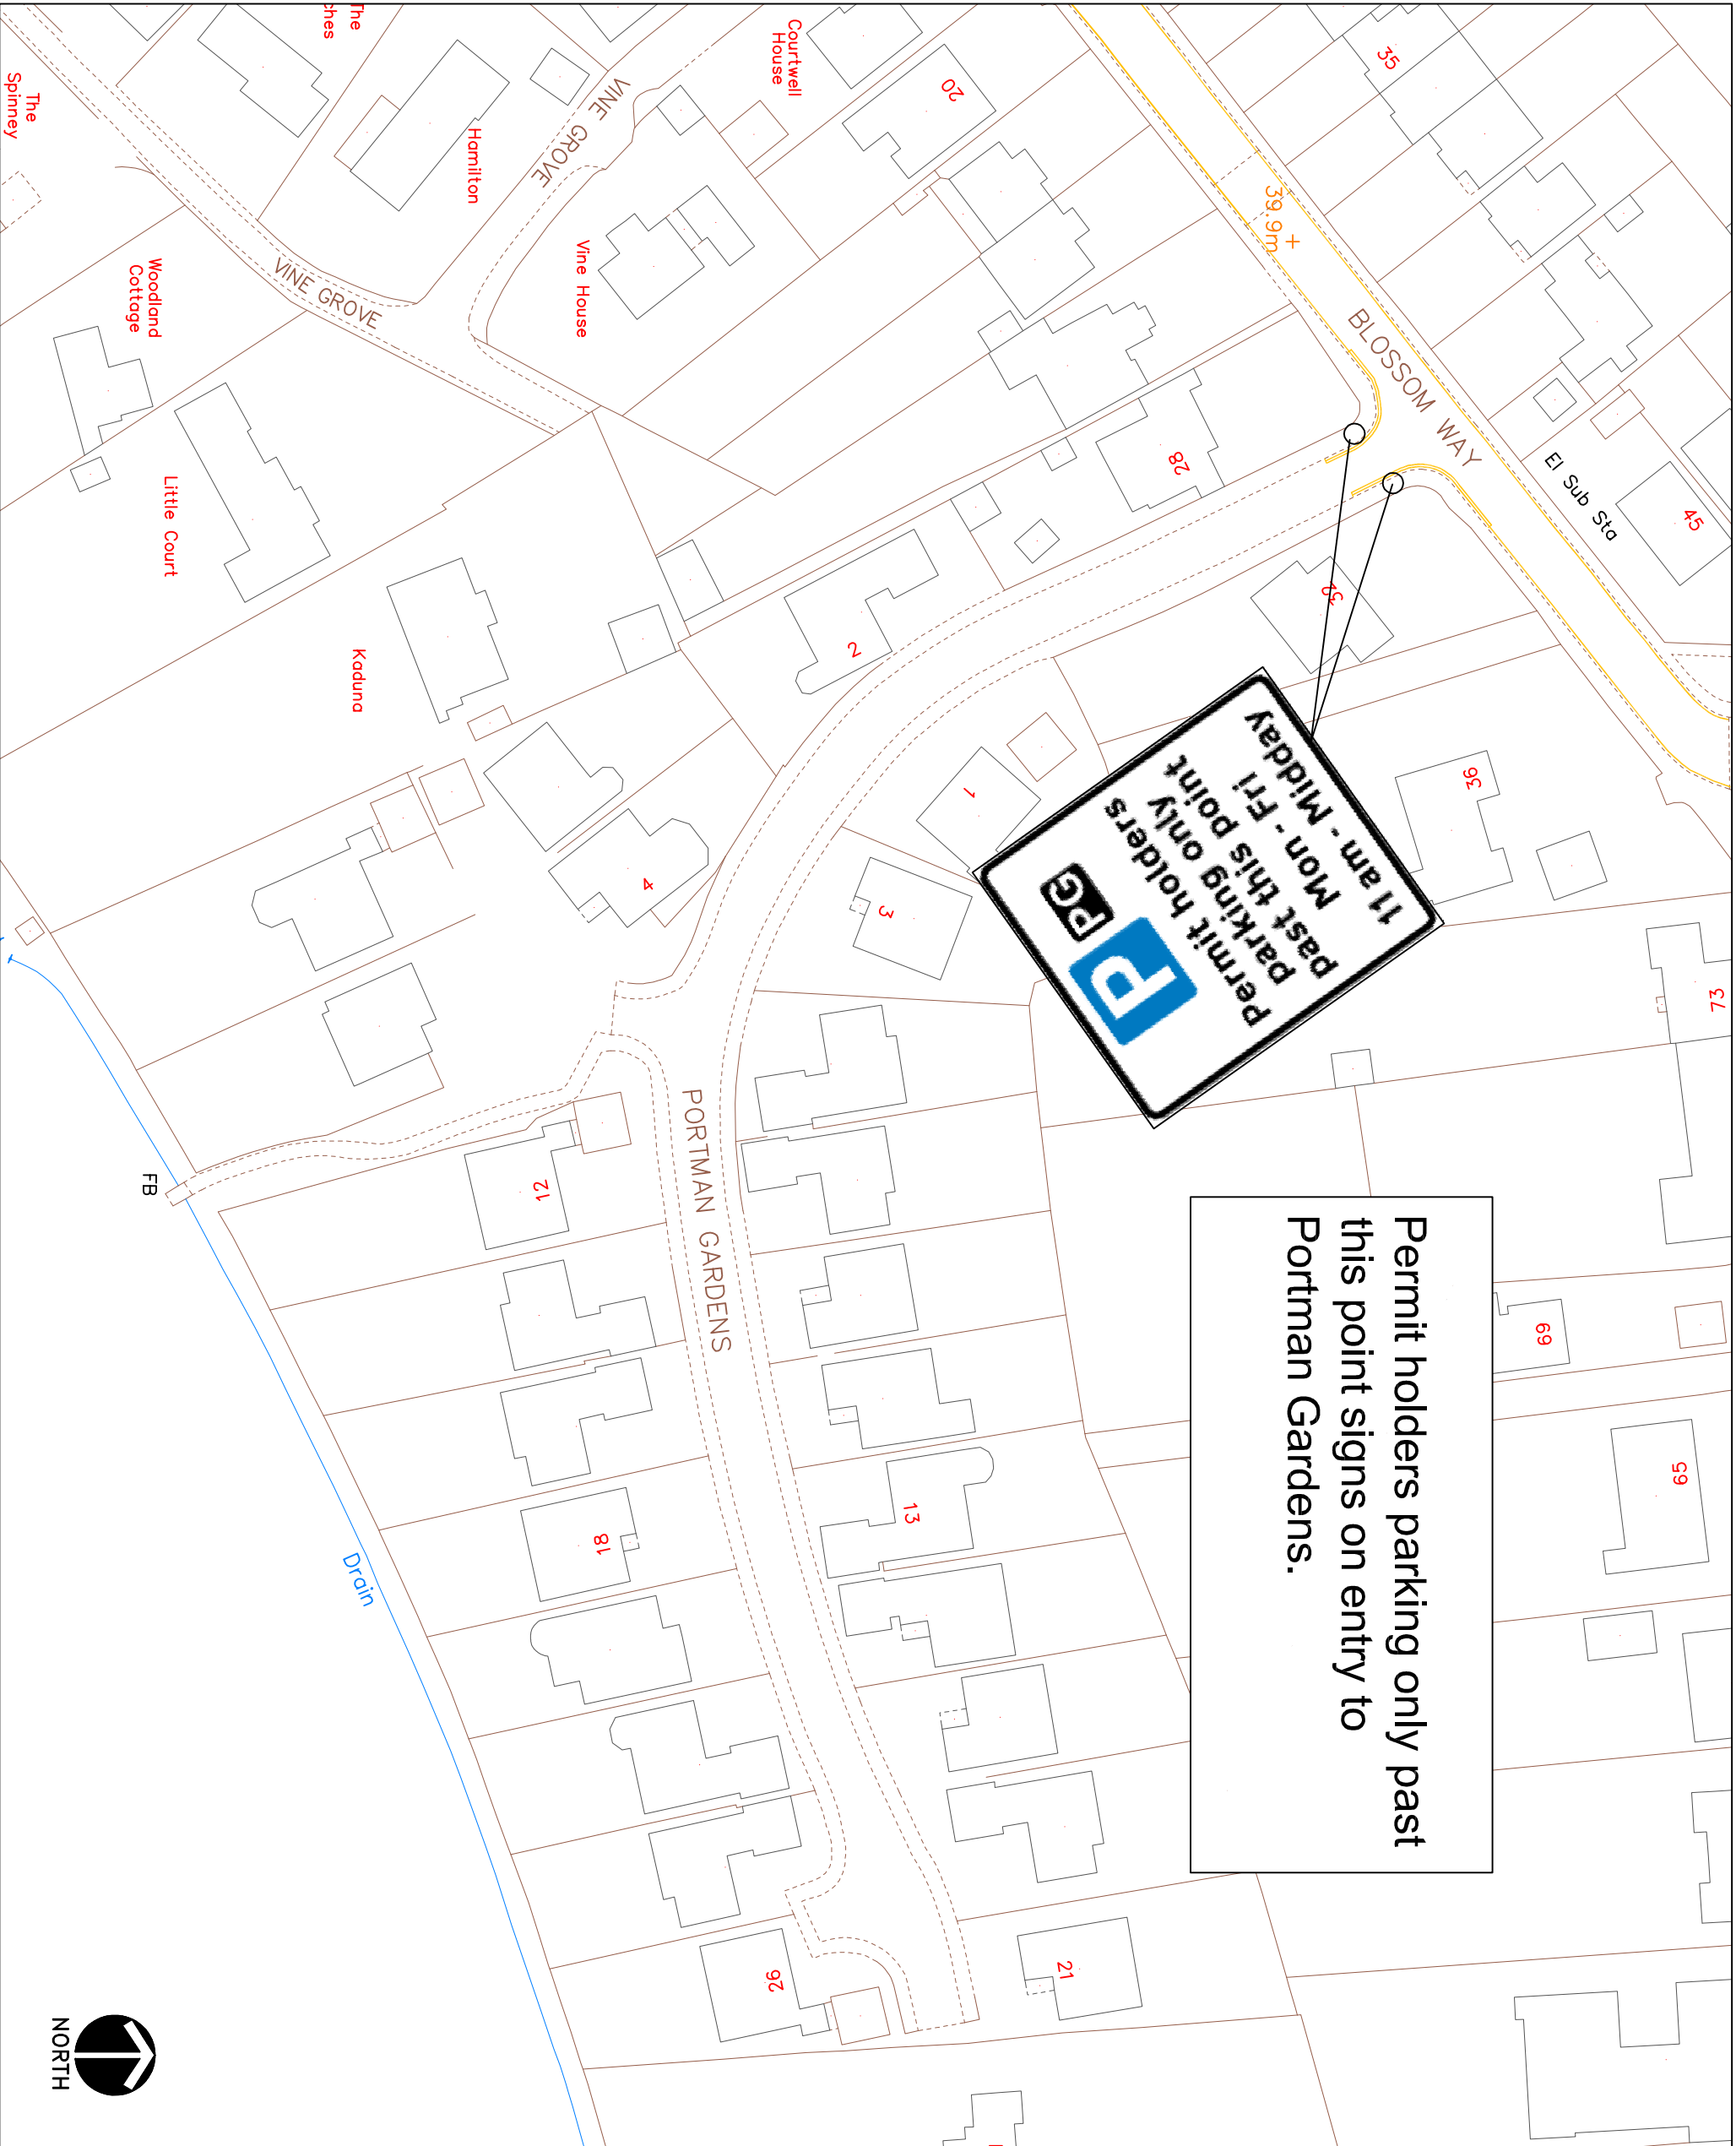 Permit holders parking only past
this point signs on entry to
Portman Gardens.
P
PG
Permit holders
parking only
past this point
Mon - Fri
11 am - Midday
BLOSSOM WAY
39.9m
El Sub Sta
PORTMAN GARDENS
VINE GROVE
VINE GROVE
Courtwell
House
Vine House
Hamilton
The
ches
The
Spinney
Woodland
Cottage
Little Court
Kaduna
FB
Drain
NORTH
35
20
45
28
32
36
73
69
65
2
1
3
4
12
13
18
21
26